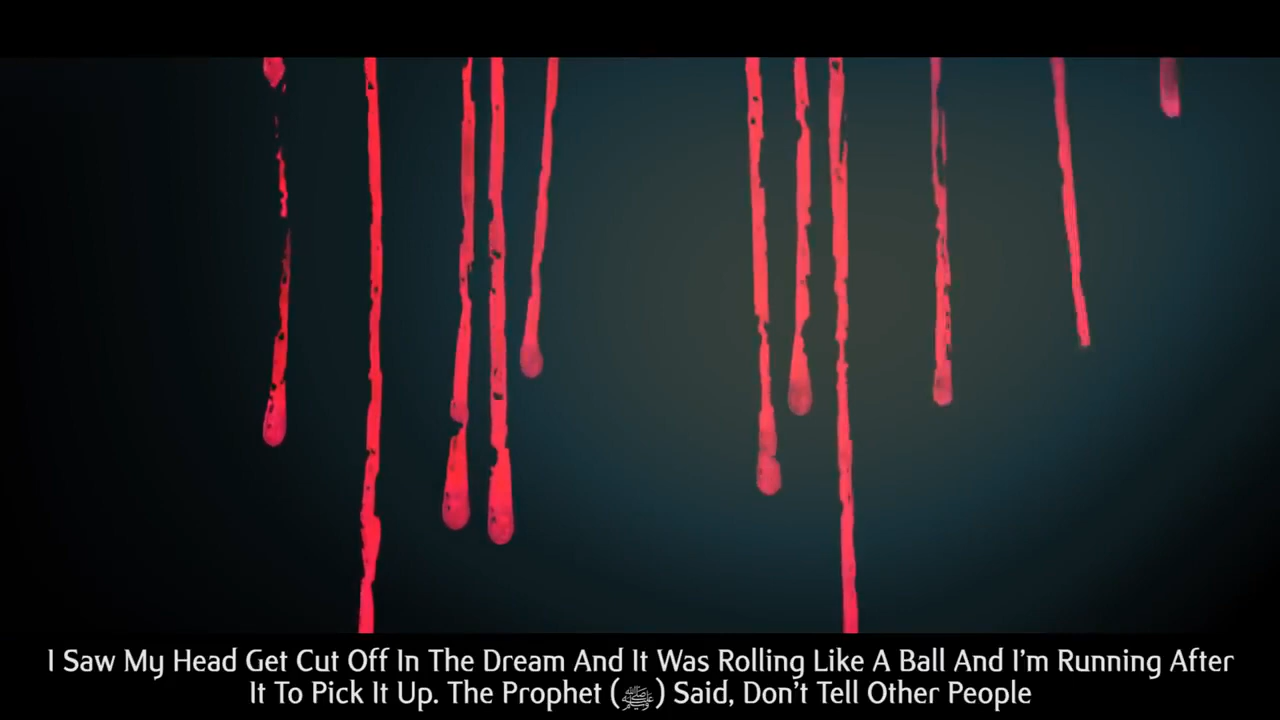 I Saw My Head Get Cut Off In The Dream And It Was Rolling Like A Ball And I'm Running After
It To Pick It Up. The Prophet (ﷺ) Said, Don't Tell Other People